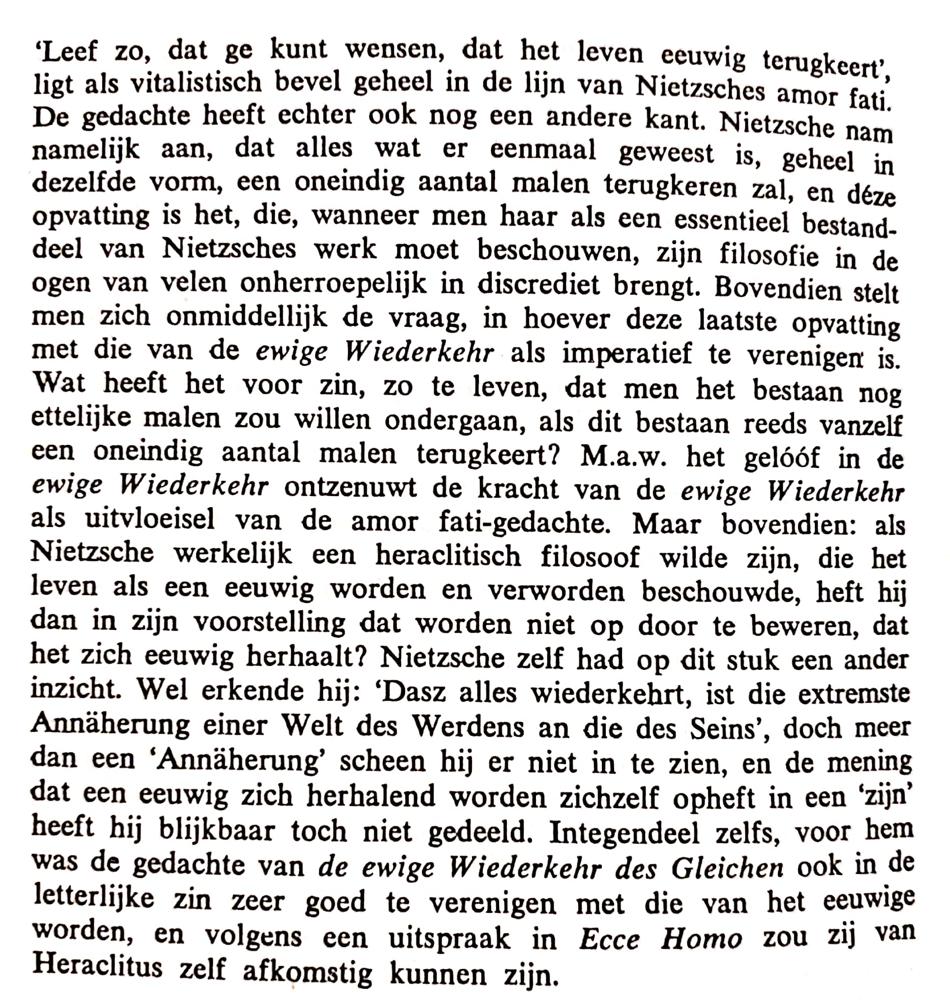 ‘Leef zo, dat ge kunt wensen, dat het leven eeuwig terugkeert’,
ligt als vitalistisch bevel geheel in de lijn van Nietzsches amor fati.
De gedachte heeft echter ook nog een andere kant. Nietzsche nam
namelijk aan, dat alles wat er eenmaal geweest is, geheel in
dezelfde vorm, een oneindig aantal malen terugkeren zal, en déze
opvatting is het, die, wanneer men haar als een essentieel bestand-
deel van Nietzsches werk moet beschouwen, zijn filosofie in de
ogen van velen onherroepelijk in discrediet brengt. Bovendien stelt
men zich onmiddellijk de vraag, in hoever deze laatste opvatting
met die van de ewige Wiederkehr als imperatief te verenigen is.
Wat heeft het voor zin, zo te leven, dat men het bestaan nog
ettelijke malen zou willen ondergaan, als dit bestaan reeds vanzelf
een oneindig aantal malen terugkeert? M.a.w. het gelóóf in de
ewige Wiederkehr ontzenuwt de kracht van de ewige Wiederkehr
als uitvloeisel van de amor fati-gedachte. Maar bovendien: als
Nietzsche werkelijk een heraclitisch filosoof wilde zijn, die het
leven als een eeuwig worden en verworden beschouwde, heft hij
dan in zijn voorstelling dat worden niet op door te beweren, dat
het zich eeuwig herhaalt? Nietzsche zelf had op dit stuk een ander
inzicht. Wel erkende hij: ‘Dasz alles wiederkehrt, ist die extremste
Annäherung einer Welt des Werdens an die des Seins’, doch meer
dan een ‘Annäherung’ scheen hij er niet in te zien, en de mening
dat een eeuwig zich herhalend worden zichzelf opheft in een ‘zijn’
heeft hij blijkbaar toch niet gedeeld. Integendeel zelfs, voor hem
was de gedachte van de ewige Wiederkehr des Gleichen ook in de
letterlijke zin zeer goed te verenigen met die van het eeuwige
worden, en volgens een uitspraak in Ecce Homo zou zij van
Heraclitus zelf afkomstig kunnen zijn.